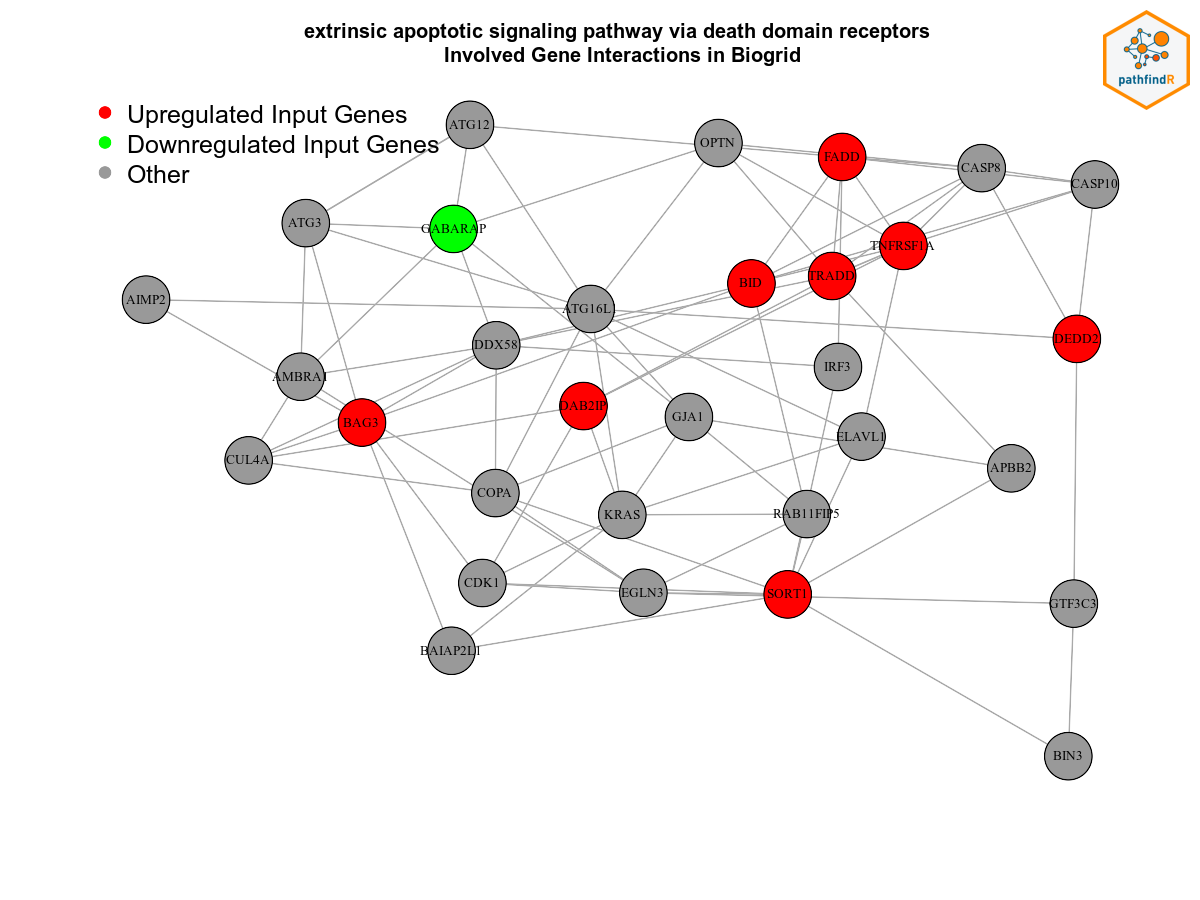 extrinsic apoptotic signaling pathway via death domain receptors
Involved Gene Interactions in Biogrid
pathfindR
Upregulated Input Genes
Downregulated Input Genes
Other
ATG12
OPTN
FADD
CASP8
CASP10
ATG3
GABARAP
TNFRSF1A
BID
TRADD
AIMP2
ATG16L
DDX58
DEDD2
IRF3
AMBRA1
DAB2IP
GJA1
BAG3
ELAVL1
CUL4A
APBB2
COPA
KRAS
RAB11FIP5
CDK1
EGLN3
SORT1
GTF3C3
BAIAP2L1
BIN3